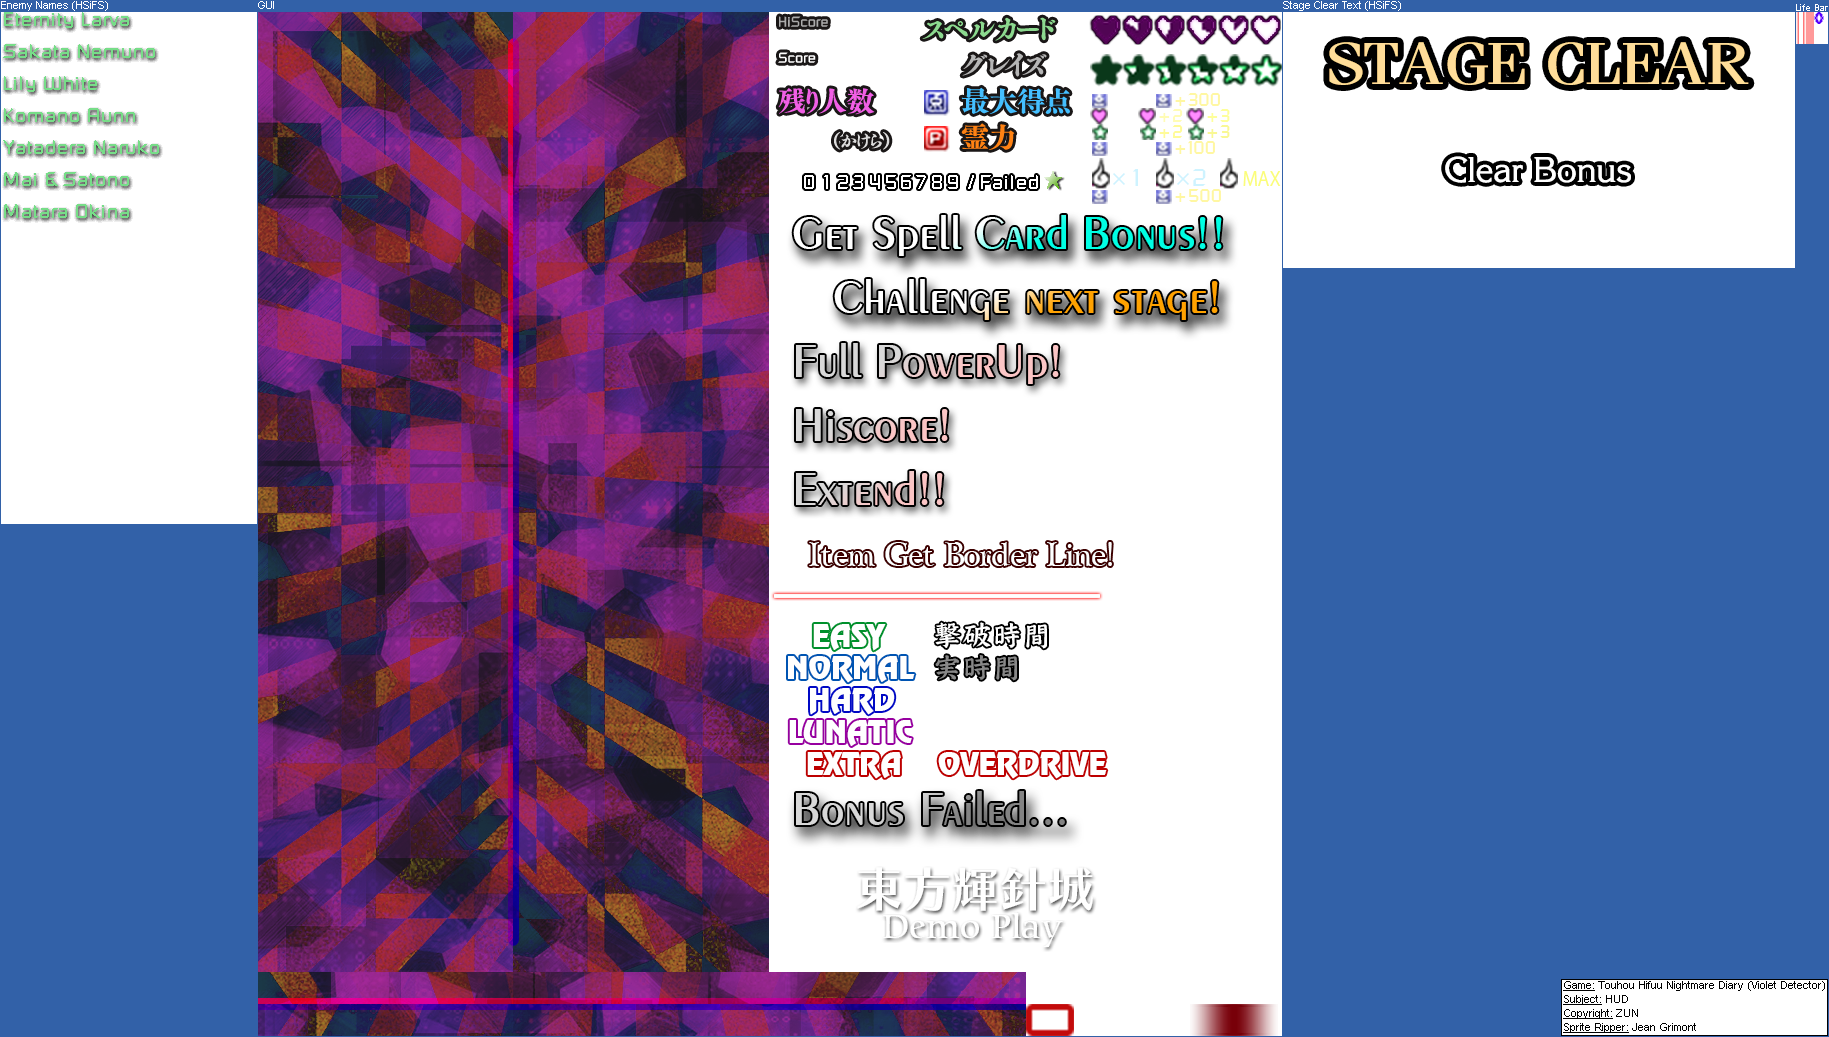 Enemy Names (HSiFS)
Eternity Larva
Sakata Nemuno
Lily White
Komano Aunn
Yatadera Naruko
Mai & Satono
Matara Okina
GUI
HiScore
スペルカード
Score
グレイズ
残り人数
点
最大得点
+300
+2
+3
(かけら)
P
霊力
+2
+3
+100
0123456789/Failed
×1
×2
MAX
+500
Get Spell Card Bonus!!
Challenge next stage!
Full PowerUp!
Hiscore!
Extend!!
Item Get Border Line!
EASY
撃破時間
NORMAL
実時間
HARD
LUNATIC
EXTRA
OVERDRIVE
Bonus Failed...
東方輝針城
Demo Play
Stage Clear Text (HSiFS)
STAGE CLEAR
Clear Bonus
Life Bar
Game: Touhou Hifuu Nightmare Diary (Violet Detector)
Subject: HUD
Copyright: ZUN
Sprite Ripper: Jean Grimont